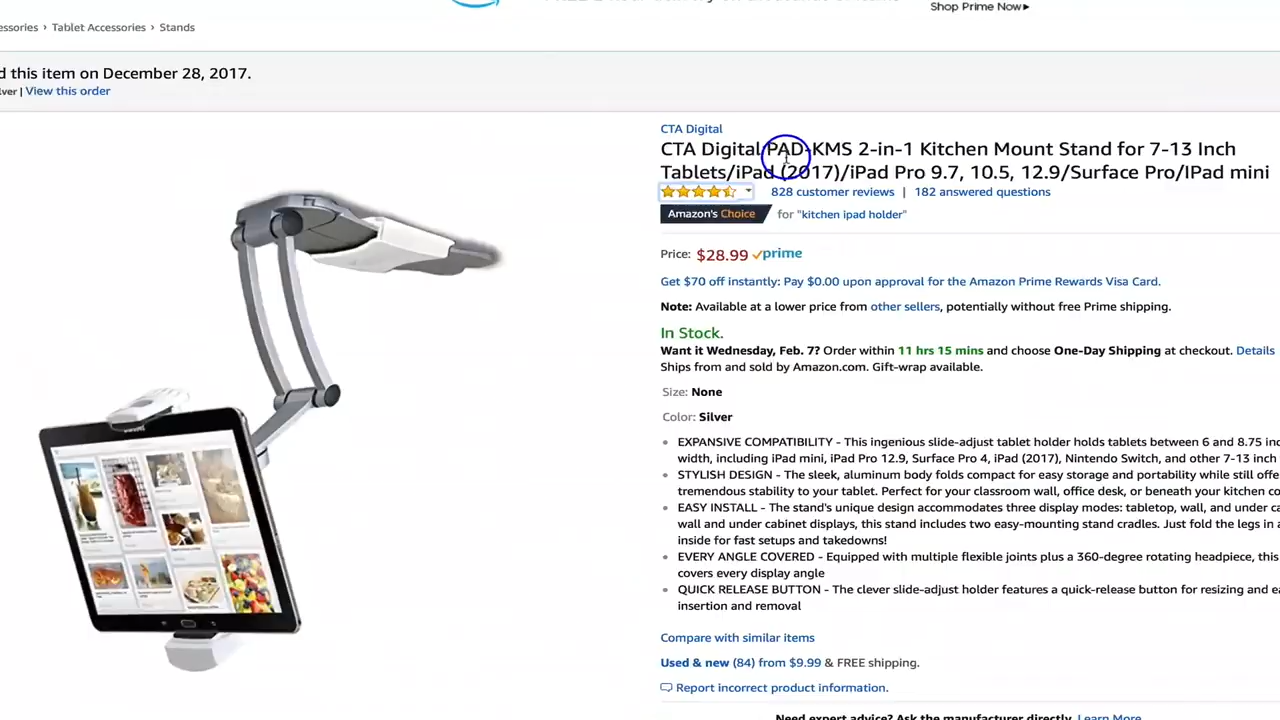 Shop Prime Now
essories › Tablet Accessories › Stands
d this item on December 28, 2017.
lver | View this order
CTA Digital
CTA Digital PAD-KMS 2-in-1 Kitchen Mount Stand for 7-13 Inch
Tablets/iPad (2017)/iPad Pro 9.7, 10.5, 12.9/Surface Pro/IPad mini
828 customer reviews | 182 answered questions
Amazon's Choice for "kitchen ipad holder"
Price: $28.99 prime
Get $70 off instantly: Pay $0.00 upon approval for the Amazon Prime Rewards Visa Card.
Note: Available at a lower price from other sellers, potentially without free Prime shipping.
In Stock.
Want it Wednesday, Feb. 7? Order within 11 hrs 15 mins and choose One-Day Shipping at checkout. Details
Ships from and sold by Amazon.com. Gift-wrap available.
Size: None
Color: Silver
• EXPANSIVE COMPATIBILITY - This ingenious slide-adjust tablet holder holds tablets between 6 and 8.75 inc
width, including iPad mini, iPad Pro 12.9, Surface Pro 4, iPad (2017), Nintendo Switch, and other 7-13 inch
• STYLISH DESIGN - The sleek, aluminum body folds compact for easy storage and portability while still offe
tremendous stability to your tablet. Perfect for your classroom wall, office desk, or beneath your kitchen co
• EASY INSTALL - The stand's unique design accommodates three display modes: tabletop, wall, and under ca
wall and under cabinet displays, this stand includes two easy-mounting stand cradles. Just fold the legs in a
inside for fast setups and takedowns!
• EVERY ANGLE COVERED - Equipped with multiple flexible joints plus a 360-degree rotating headpiece, this
covers every display angle
• QUICK RELEASE BUTTON - The clever slide-adjust holder features a quick-release button for resizing and ea
insertion and removal
Compare with similar items
Used & new (84) from $9.99 & FREE shipping.
Report incorrect product information.
Need expert advice? Ask the manufacturer directly. Learn More